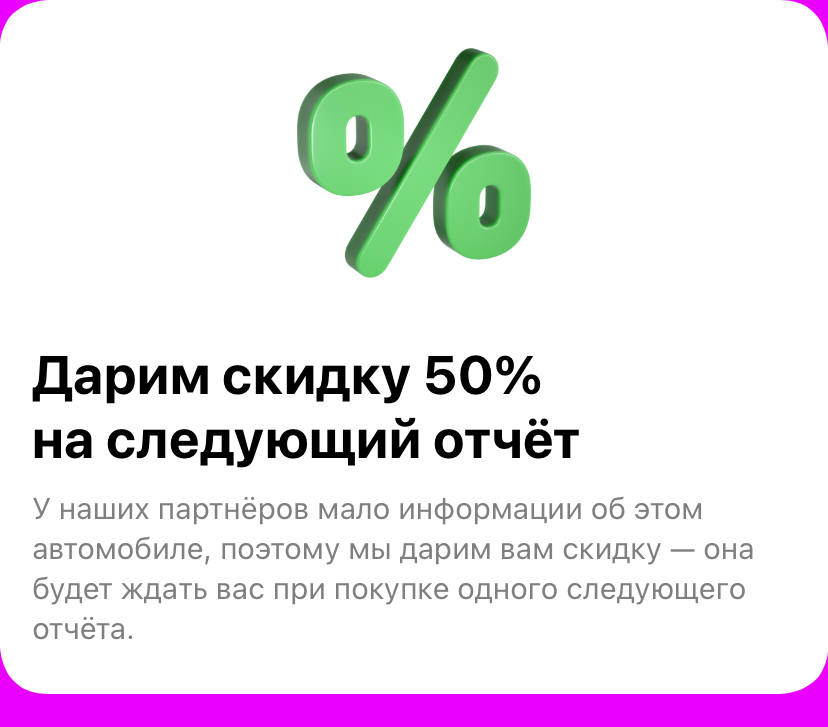 Дарим скидку 50%
на следующий отчёт
У наших партнёров мало информации об этом
автомобиле, поэтому мы дарим вам скидку — она
будет ждать вас при покупке одного следующего
отчёта.